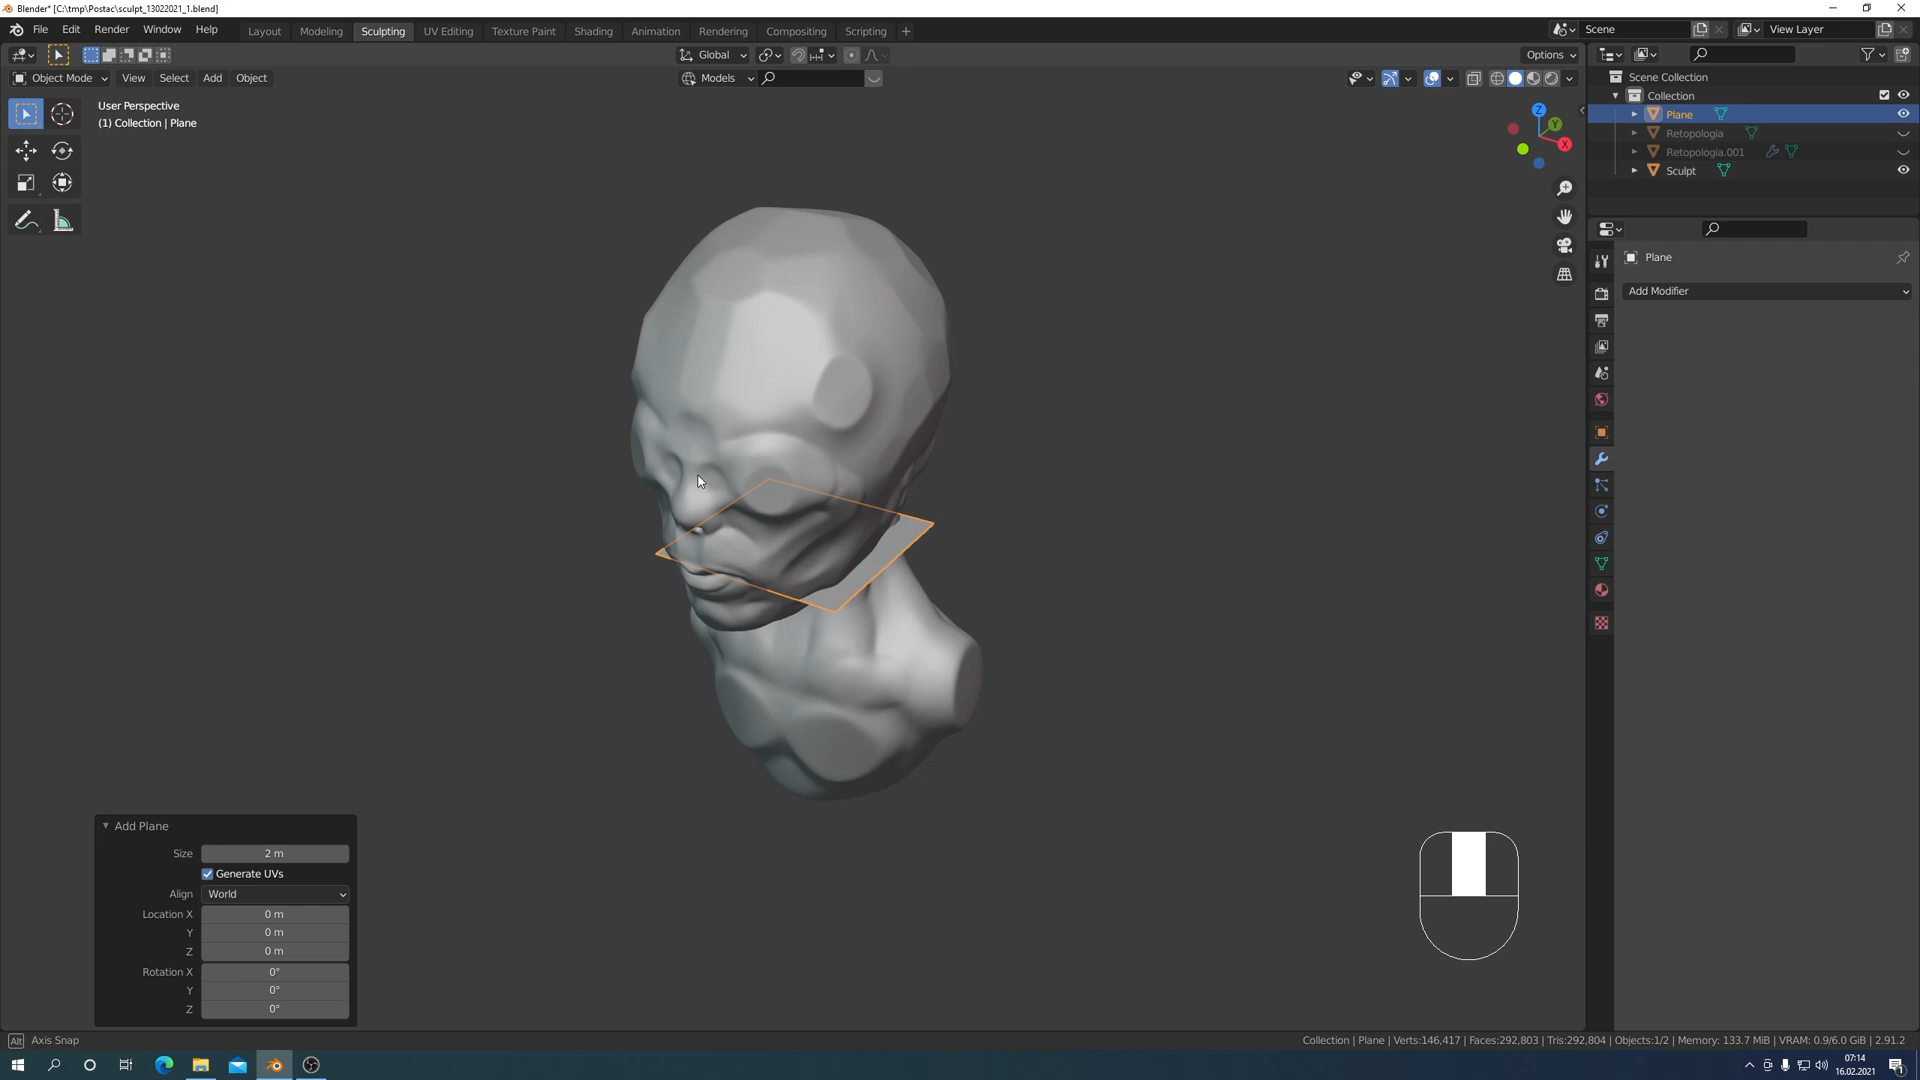 Blender* [C:\tmp\Postac\sculpt_13022021_1.blend]
File Edit Render Window Help Layout Modeling Sculpting UV Editing Texture Paint Shading Animation Rendering Compositing Scripting +
Scene View Layer
Global Options
Object Mode View Select Add Object Models
User Perspective
(1) Collection | Plane
Z
Y
X
Scene Collection
Collection
Plane
Retopologia
Retopologia.001
Sculpt
Plane
Add Modifier
Add Plane
Size 2 m
Generate UVs
Align World
Location X 0 m
Y 0 m
Z 0 m
Rotation X 0°
Y 0°
Z 0°
Alt Axis Snap
Collection | Plane | Verts:146,417 | Faces:292,803 | Tris:292,804 | Objects:1/2 | Memory: 133.7 MiB | VRAM: 0.9/6.0 GiB | 2.91.2
07:14
16.02.2021